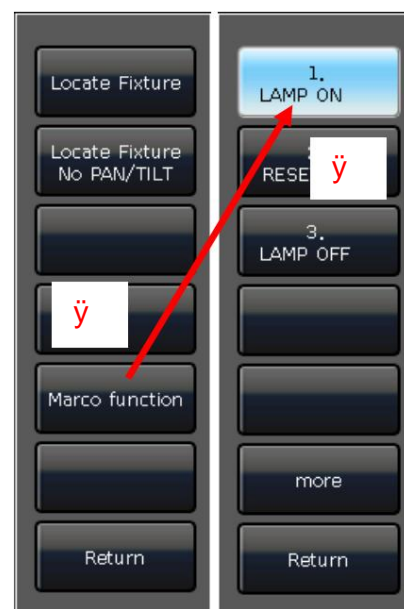 Locate Fixture
Locate Fixture
No PAN/TILT
ÿ
Marco function
Return
1.
LAMP ON
ÿ
3.
LAMP OFF
more
Return